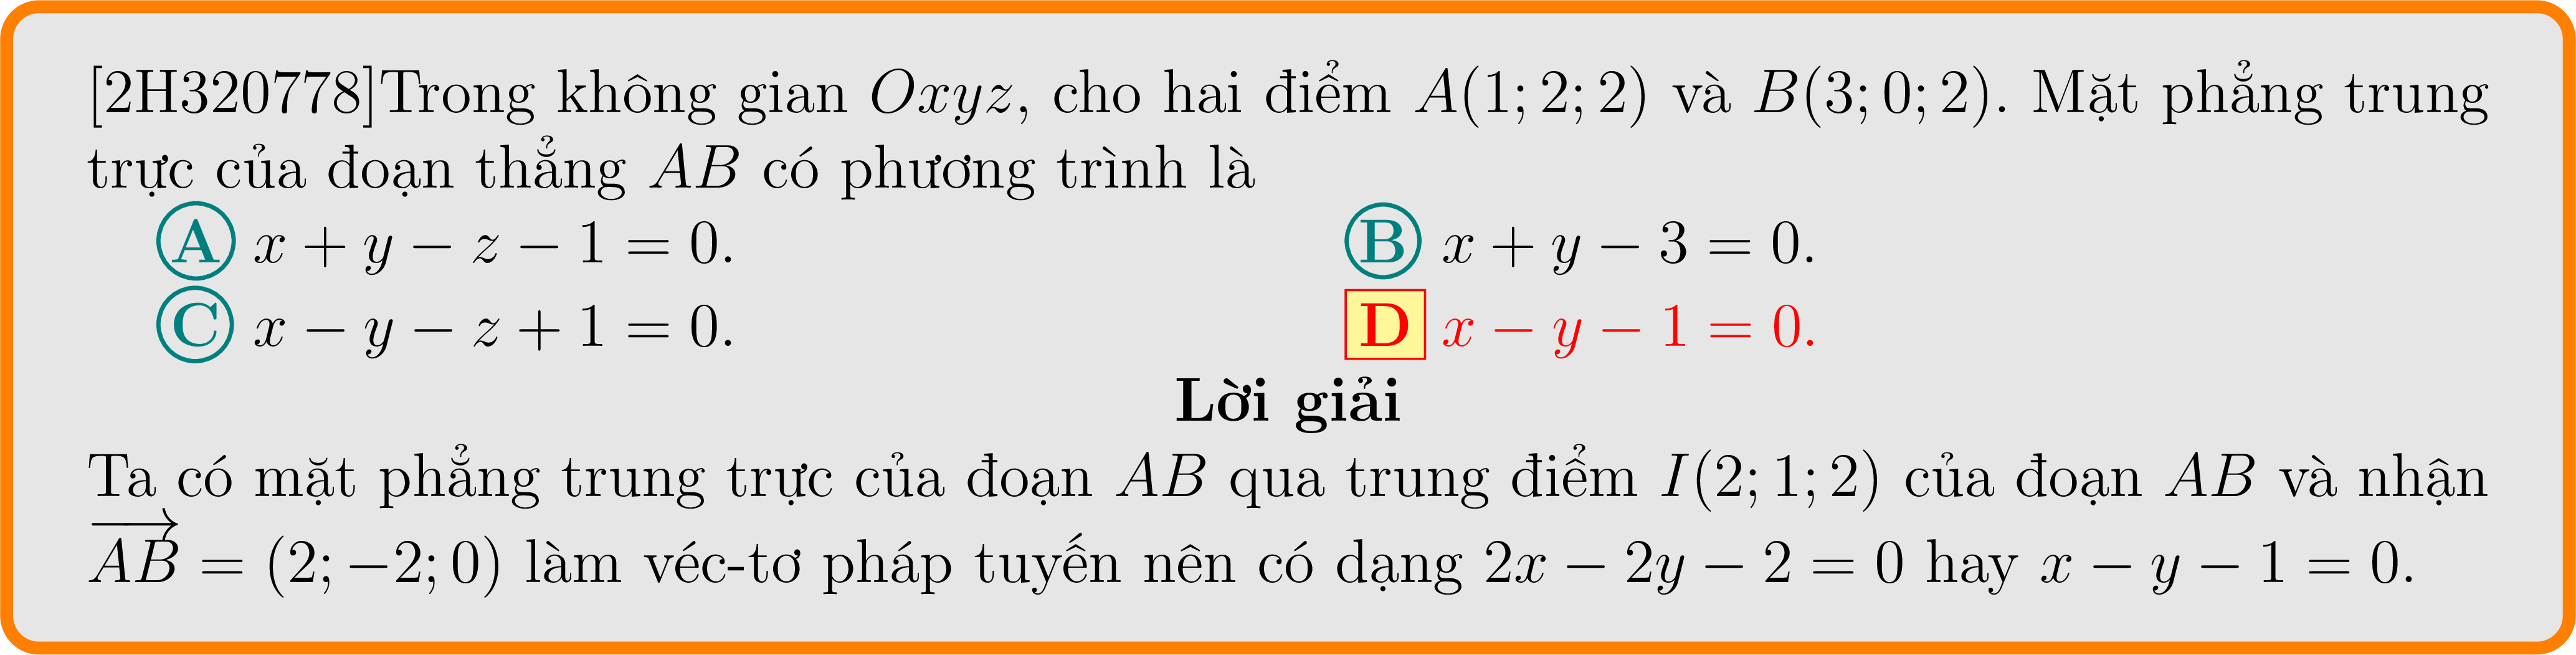 [2H320778]Trong không gian Oxyz, cho hai điểm A(1; 2; 2) và B(3; 0; 2). Mặt phẳng trung
trực của đoạn thẳng AB có phương trình là
A x + y − z − 1 = 0. B x + y − 3 = 0.
C x − y − z + 1 = 0. D x − y − 1 = 0.
Lời giải
Ta có mặt phẳng trung trực của đoạn AB qua trung điểm I(2; 1; 2) của đoạn AB và nhận
$\overrightarrow{AB}$ = (2; −2; 0) làm véc-tơ pháp tuyến nên có dạng 2x − 2y − 2 = 0 hay x − y − 1 = 0.